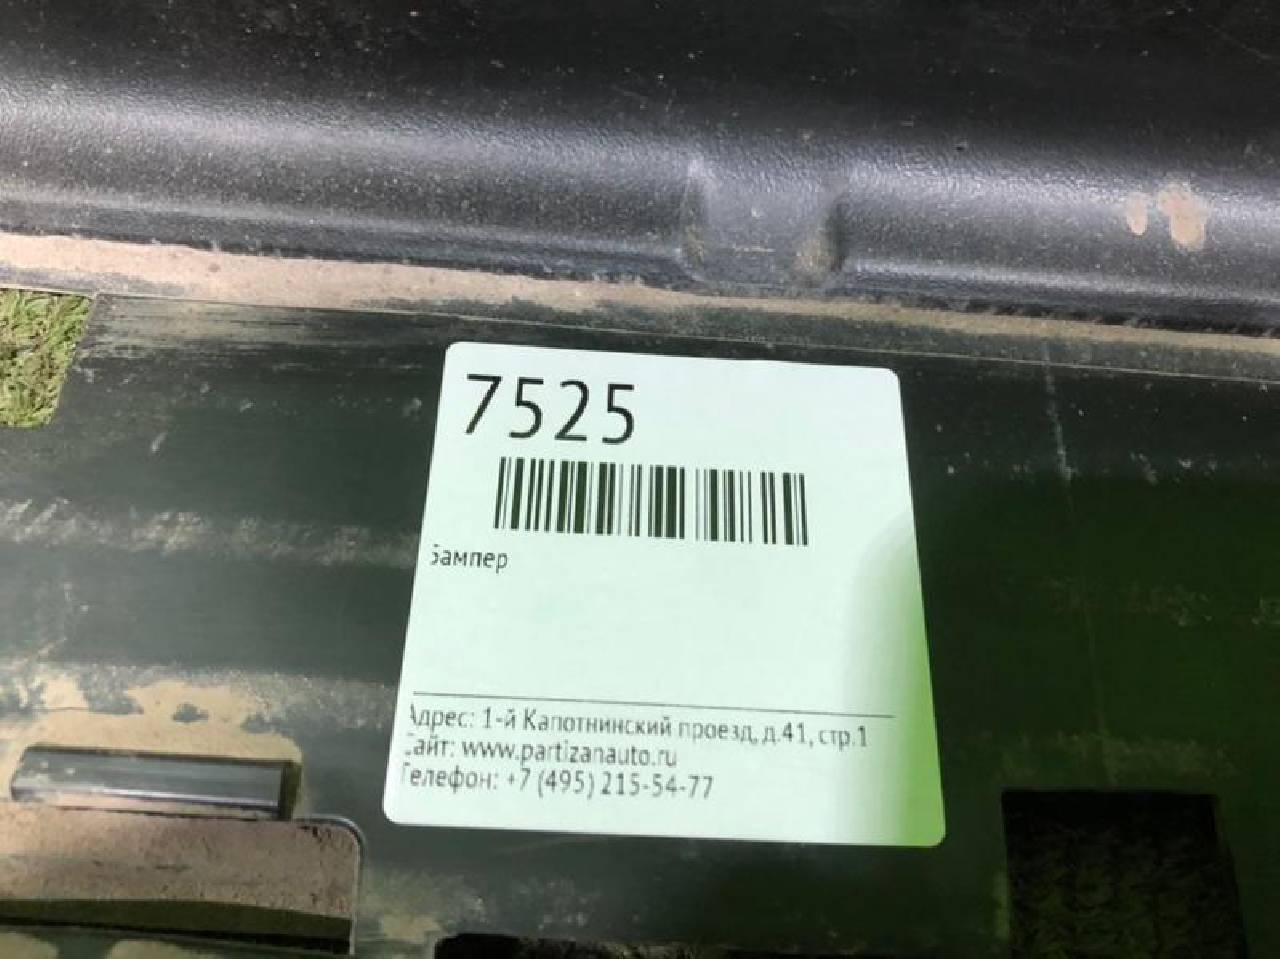 7525
Бампер
Адрес: 1-й Капотнинский проезд, д.41, стр.1
Сайт: www.partizanauto.ru
Телефон: +7 (495) 215-54-77